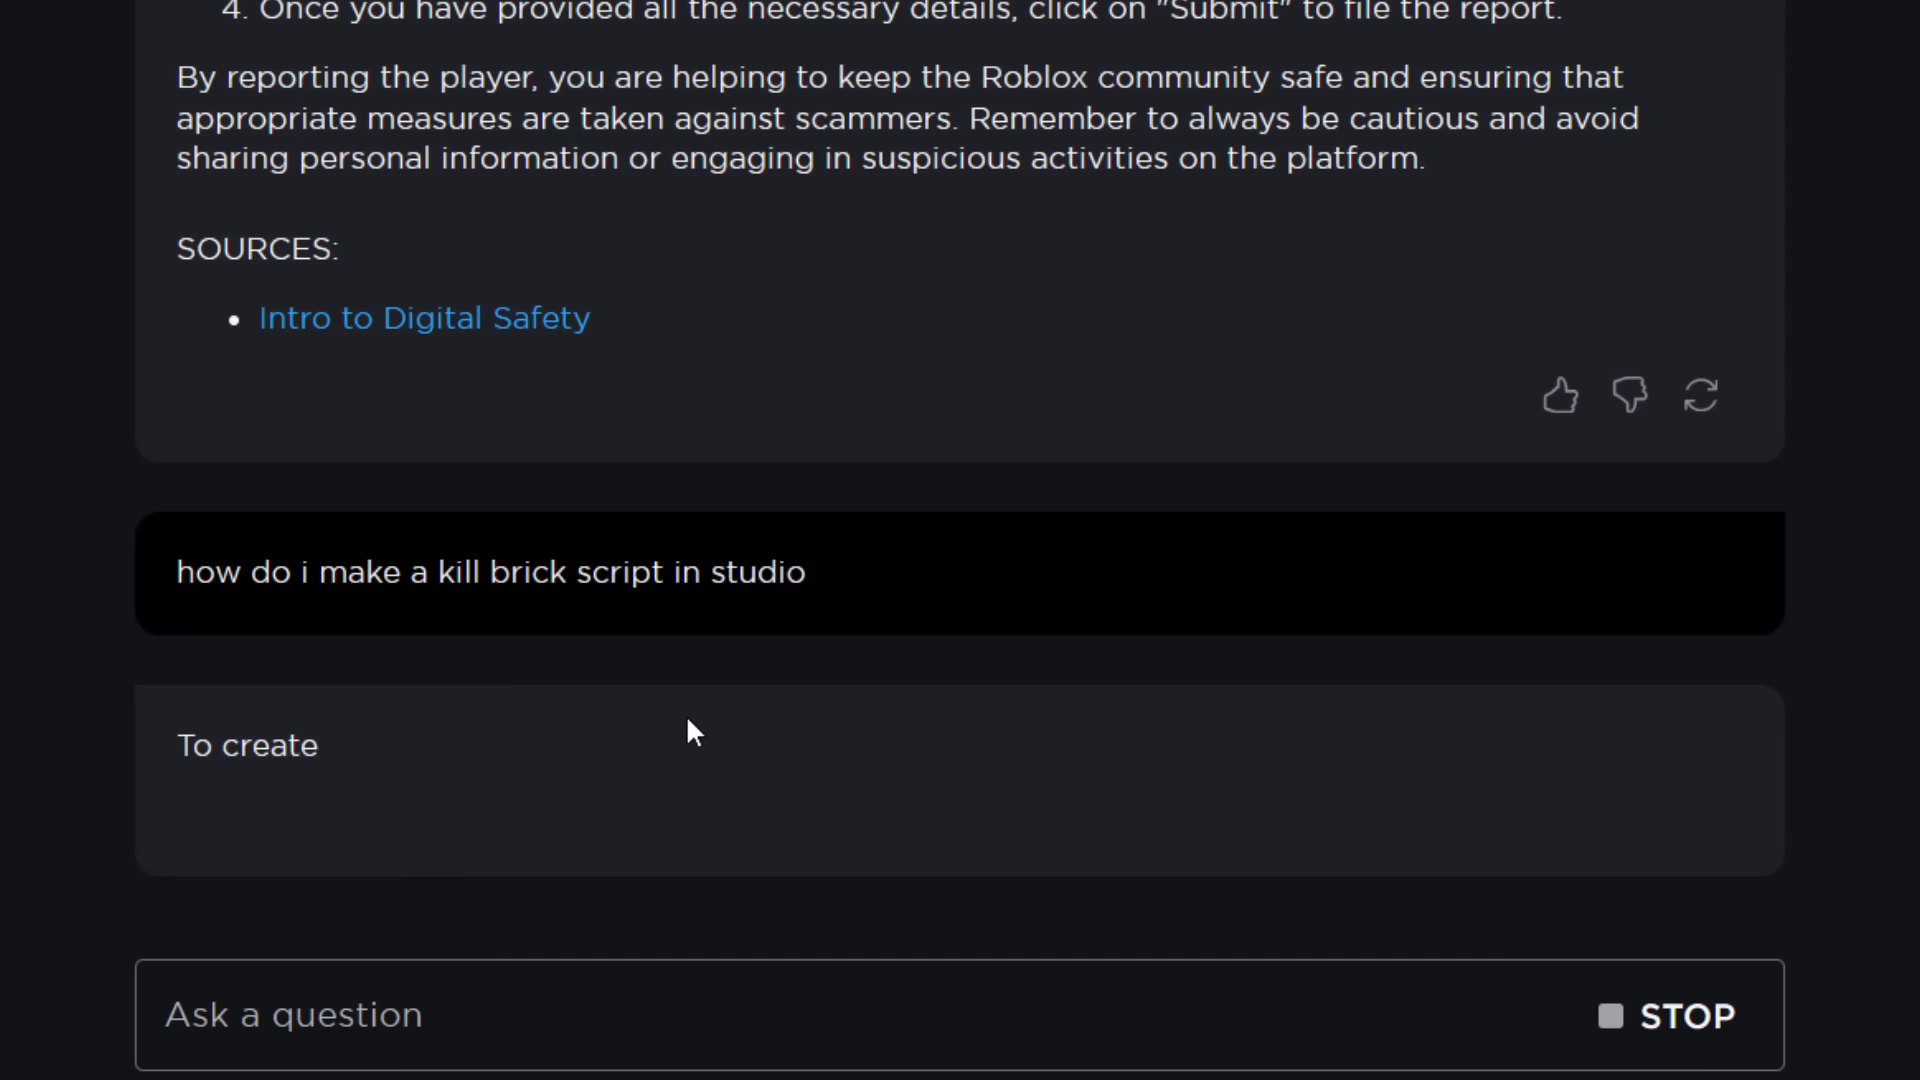 4. Once you have provided all the necessary details, click on "Submit" to file the report.
By reporting the player, you are helping to keep the Roblox community safe and ensuring that
appropriate measures are taken against scammers. Remember to always be cautious and avoid
sharing personal information or engaging in suspicious activities on the platform.
SOURCES:
• Intro to Digital Safety
how do i make a kill brick script in studio
To create
Ask a question
STOP